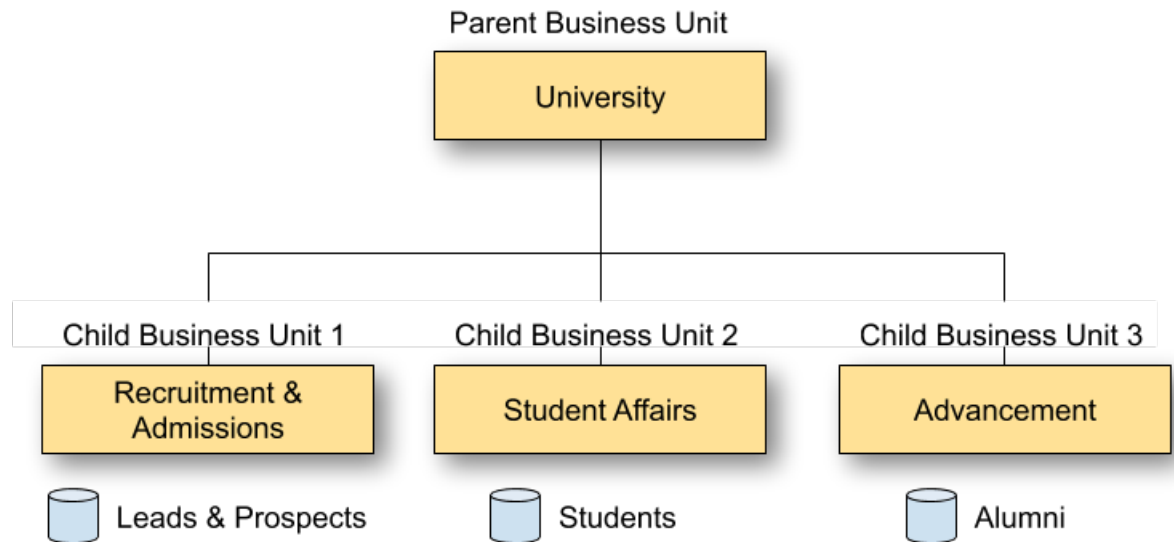 Parent Business Unit
University
Child Business Unit 1
Child Business Unit 2
Child Business Unit 3
Recruitment &
Admissions
Student Affairs
Advancement
Leads & Prospects
Students
Alumni